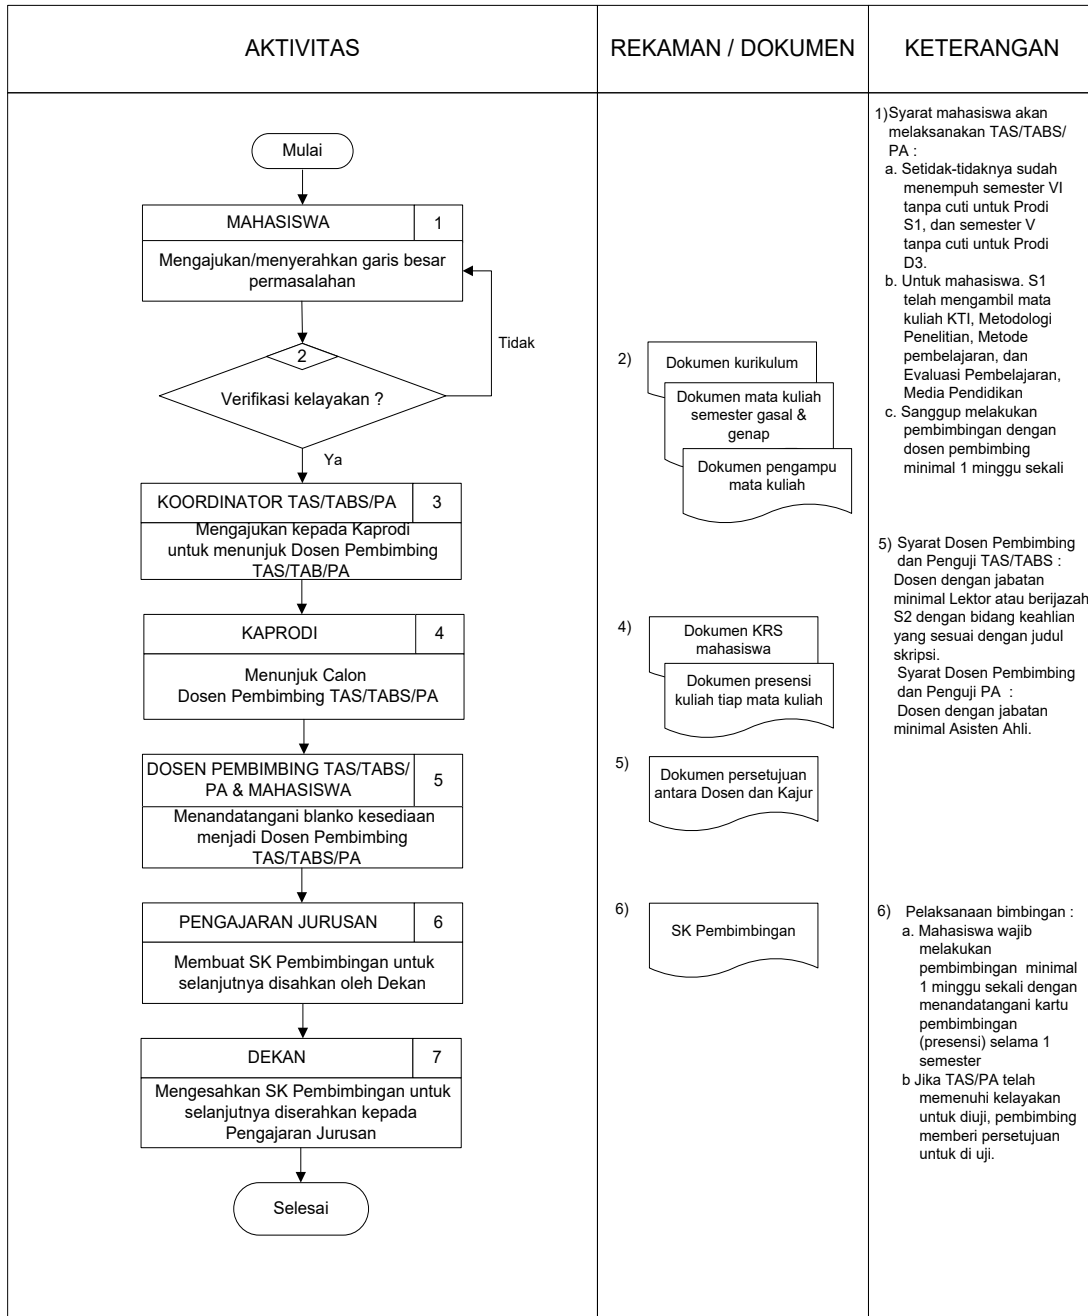 AKTIVITAS
REKAMAN / DOKUMEN
KETERANGAN
Mulai
MAHASISWA
1
Mengajukan/menyerahkan garis besar
permasalahan
2
Verifikasi kelayakan ?
Tidak
Ya
KOORDINATOR TAS/TABS/PA
3
Mengajukan kepada Kaprodi
untuk menunjuk Dosen Pembimbing
TAS/TAB/PA
KAPRODI
4
Menunjuk Calon
Dosen Pembimbing TAS/TABS/PA
DOSEN PEMBIMBING TAS/TABS/
PA & MAHASISWA
5
Menandatangani blanko kesediaan
menjadi Dosen Pembimbing
TAS/TABS/PA
PENGAJARAN JURUSAN
6
Membuat SK Pembimbingan untuk
selanjutnya disahkan oleh Dekan
DEKAN
7
Mengesahkan SK Pembimbingan untuk
selanjutnya diserahkan kepada
Pengajaran Jurusan
Selesai
2)
Dokumen kurikulum
Dokumen mata kuliah
semester gasal &
genap
Dokumen pengampu
mata kuliah
4)
Dokumen KRS
mahasiswa
Dokumen presensi
kuliah tiap mata kuliah
5)
Dokumen persetujuan
antara Dosen dan Kajur
6)
SK Pembimbingan
1)Syarat mahasiswa akan
melaksanakan TAS/TABS/
PA :
a. Setidak-tidaknya sudah
menempuh semester VI
tanpa cuti untuk Prodi
S1, dan semester V
tanpa cuti untuk Prodi
D3.
b. Untuk mahasiswa. S1
telah mengambil mata
kuliah KTI, Metodologi
Penelitian, Metode
pembelajaran, dan
Evaluasi Pembelajaran,
Media Pendidikan
c. Sanggup melakukan
pembimbingan dengan
dosen pembimbing
minimal 1 minggu sekali
5) Syarat Dosen Pembimbing
dan Penguji TAS/TABS :
Dosen dengan jabatan
minimal Lektor atau berijazah
S2 dengan bidang keahlian
yang sesuai dengan judul
skripsi.
Syarat Dosen Pembimbing
dan Penguji PA :
Dosen dengan jabatan
minimal Asisten Ahli.
6) Pelaksanaan bimbingan :
a. Mahasiswa wajib
melakukan
pembimbingan minimal
1 minggu sekali dengan
menandatangani kartu
pembimbingan
(presensi) selama 1
semester
b Jika TAS/PA telah
memenuhi kelayakan
untuk diuji, pembimbing
memberi persetujuan
untuk di uji.